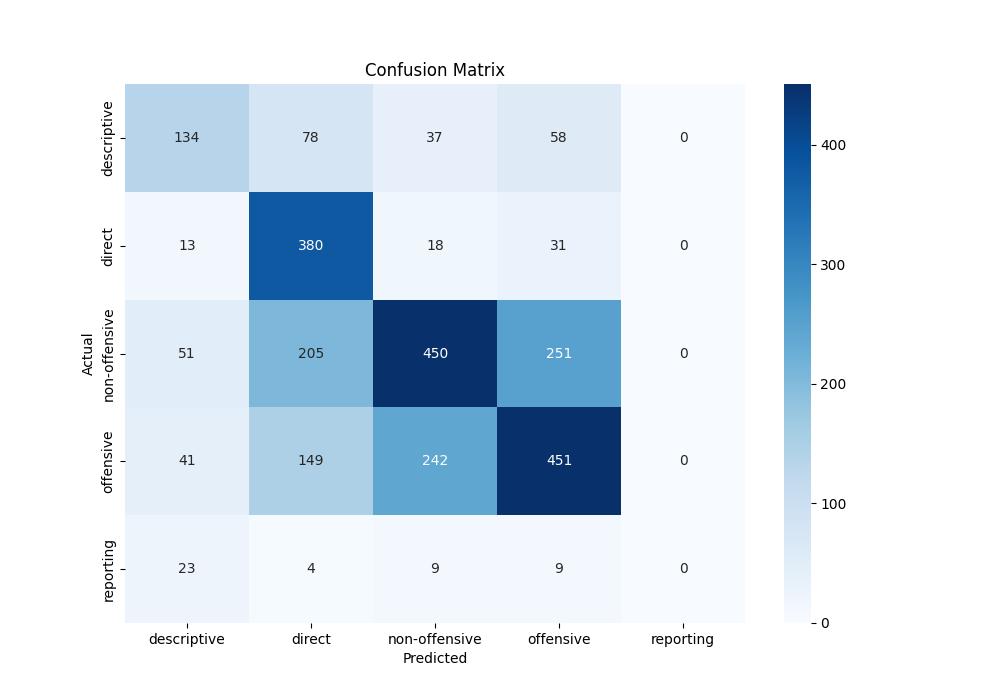 Confusion Matrix
Actual
descriptive 134 78 37 58 0
direct 13 380 18 31 0
non-offensive 51 205 450 251 0
offensive 41 149 242 451 0
reporting 23 4 9 9 0
descriptive direct non-offensive offensive reporting
Predicted
400
300
200
100
0